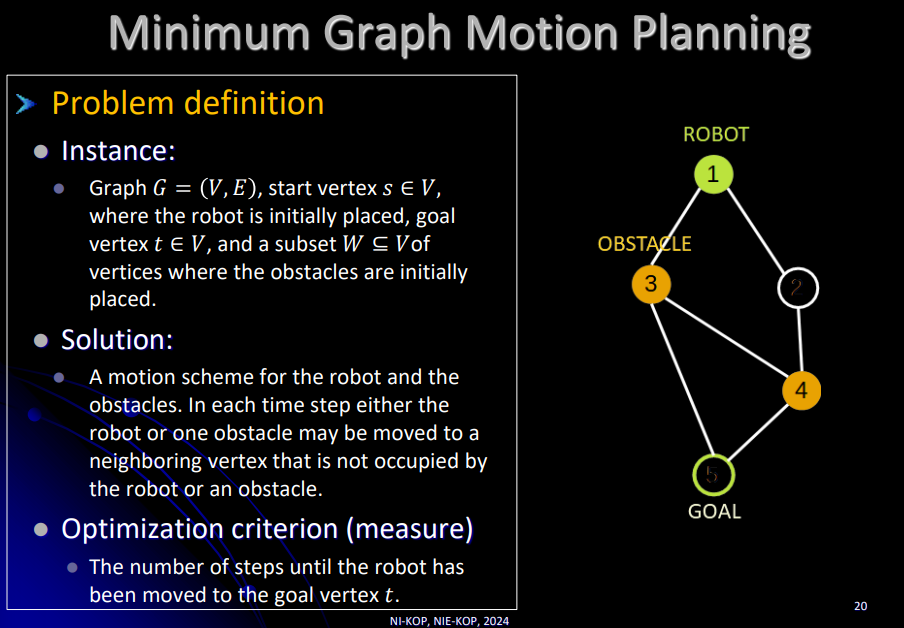 Minimum Graph Motion Planning
Problem definition
Instance:
Graph G = (V, E), start vertex s ∈ V,
where the robot is initially placed, goal
vertex t ∈ V, and a subset W ⊆ V of
vertices where the obstacles are initially
placed.
Solution:
A motion scheme for the robot and the
obstacles. In each time step either the
robot or one obstacle may be moved to a
neighboring vertex that is not occupied by
the robot or an obstacle.
Optimization criterion (measure)
The number of steps until the robot has
been moved to the goal vertex t.
ROBOT
1
OBSTACLE
3
2
4
5
GOAL
20
NI-KOP, NIE-KOP, 2024